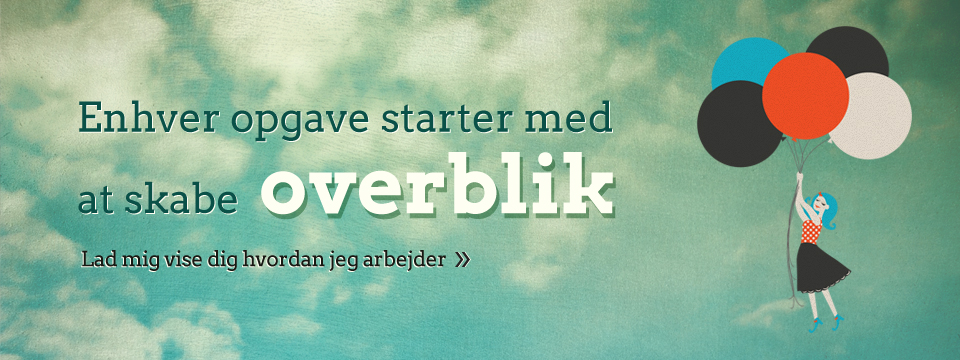 Enhver opgave starter med
at skabe overblik
Lad mig vise dig hvordan jeg arbejder »